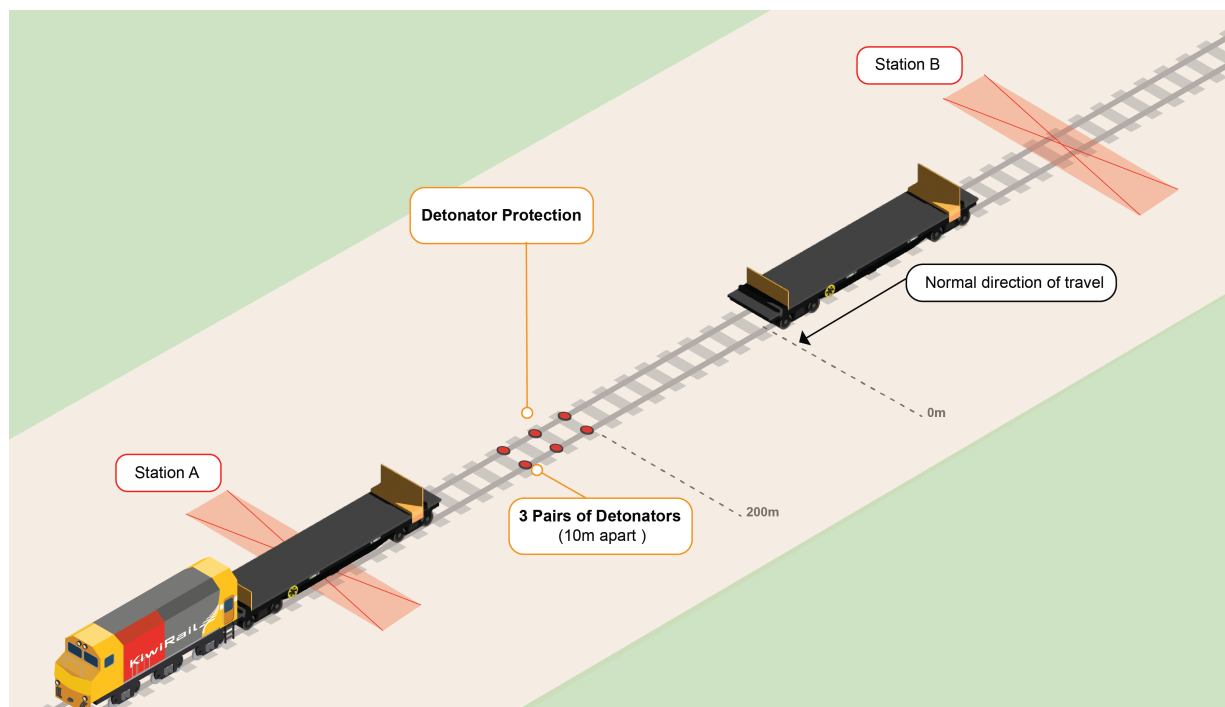 Station B
Detonator Protection
Normal direction of travel
0m
Station A
200m
3 Pairs of Detonators
(10m apart )
KiwiRail